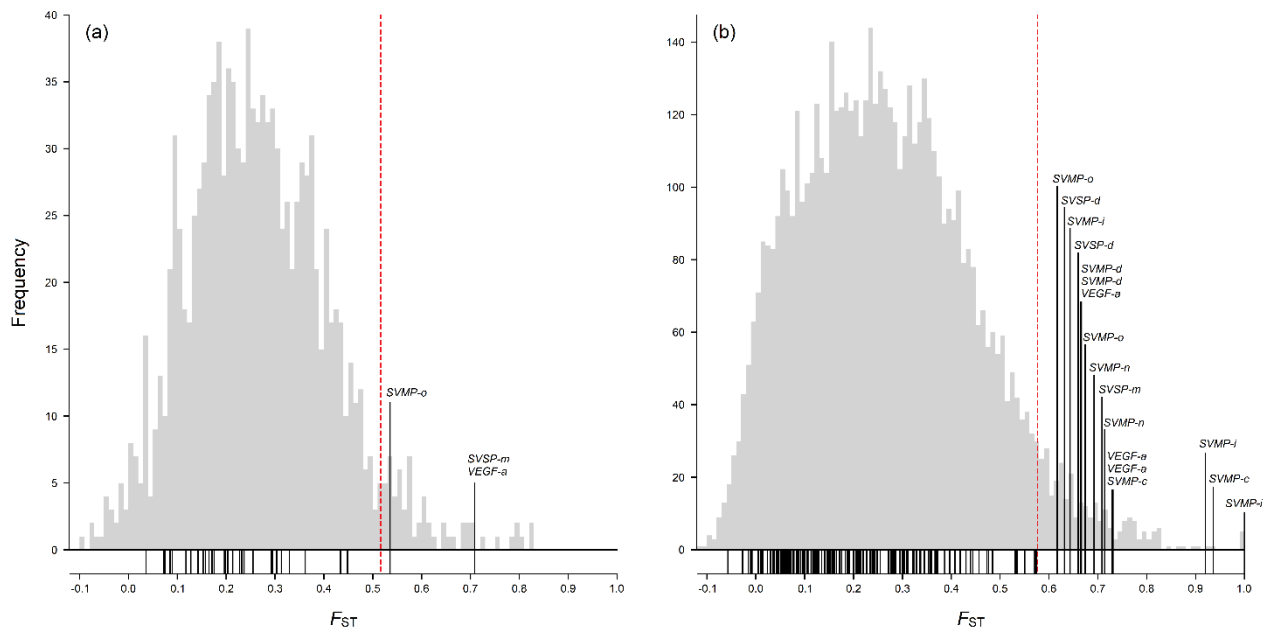 (a)
Frequency
40
35
30
25
20
15
10
5
0
SVMP-o
SVSP-m
VEGF-a
-0.1 0.0 0.1 0.2 0.3 0.4 0.5 0.6 0.7 0.8 0.9 1.0
FST
(b)
140
120
100
80
60
40
20
0
SVMP-o
SVSP-d
SVMP-i
SVSP-d
SVMP-d
SVMP-d
VEGF-a
SVMP-o
SVMP-n
SVSP-m
SVMP-n
VEGF-a
VEGF-a
SVMP-c
SVMP-i
SVMP-c
SVMP-i
-0.1 0.0 0.1 0.2 0.3 0.4 0.5 0.6 0.7 0.8 0.9 1.0
FST